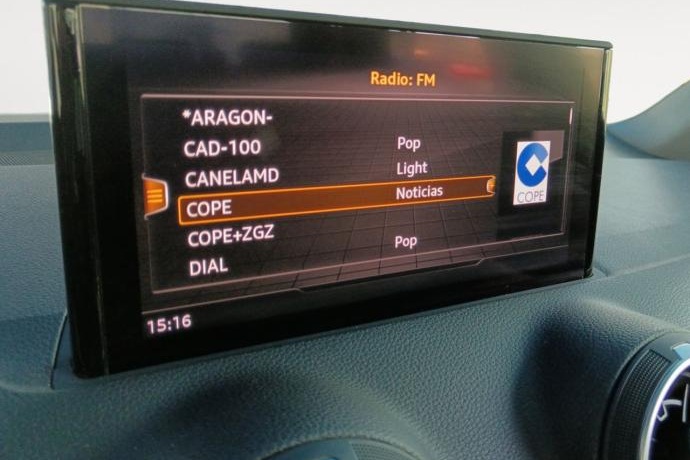 Radio: FM
*ARAGON-
CAD-100 Pop
CANELAMD Light
COPE Noticias
COPE+ZGZ
DIAL Pop
COPE
15:16